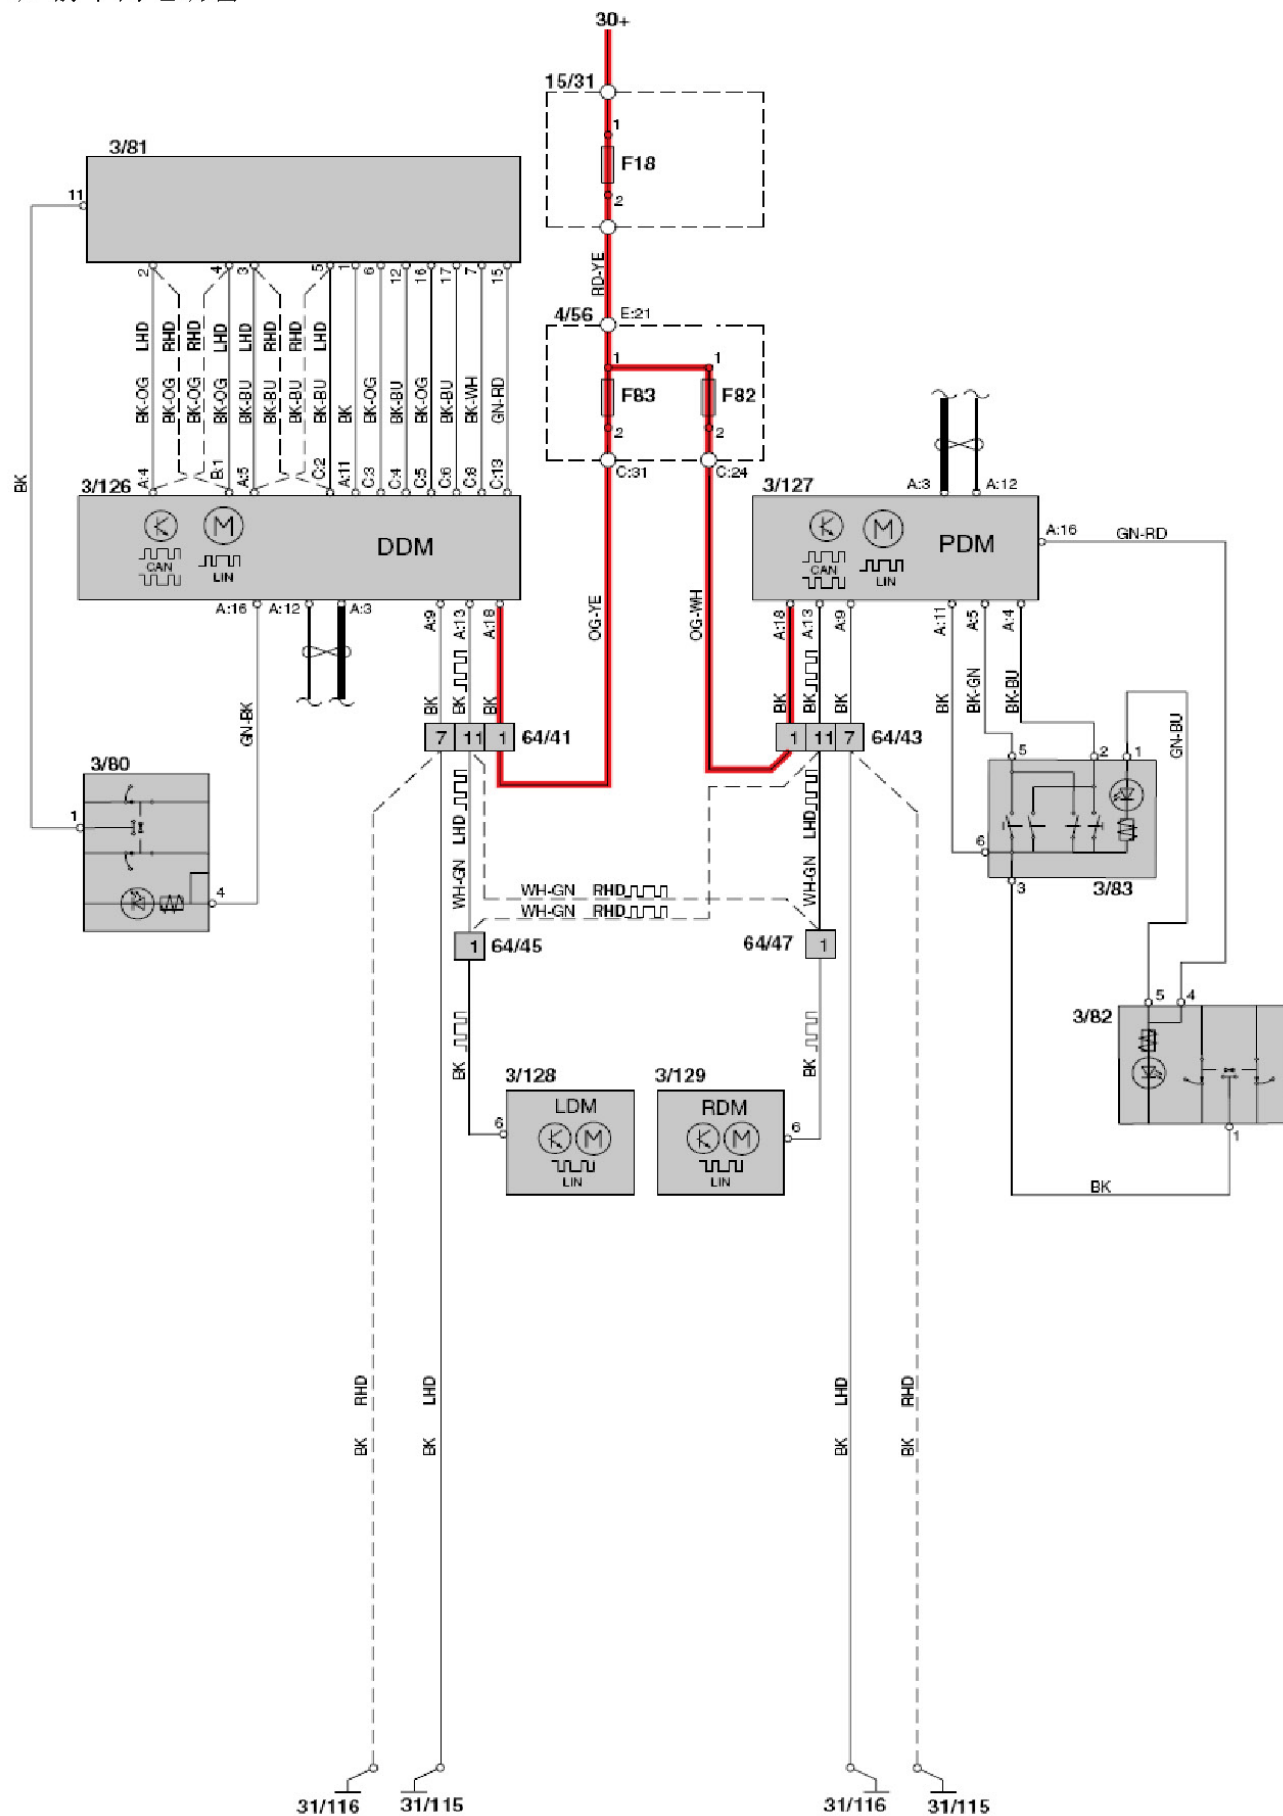 30+
15/31
1
F18
2
3/81
11
2
4
3
5
1
6
12
16
17
7
15
RD-YE
LHD
RHD
RHD
LHD
LHD
RHD
RHD
LHD
BK-OG
BK-OG
BK-OG
BK-OG
BK-BU
BK-BU
BK-BU
BK-BU
BK
BK-OG
BK-BU
BK-OG
BK-BU
BK-WH
GN-RD
4/56
E:21
1
1
F83
F82
2
2
C:31
C:24
BK
A:4
B:1
A:5
C:2
A:11
C:3
C:4
C:5
C:6
C:8
C:13
3/126
DDM
CAN
LIN
A:16
A:12
A:3
A:9
A:13
A:18
3/127
A:3
A:12
PDM
CAN
LIN
A:16
GN-RD
A:18
A:13
A:9
A:11
A:5
A:4
OG-YE
OG-WH
GN-BK
BK
BK
BK
BK
BK
BK
BK
BK-GN
BK-BU
GN-BU
7
11
1
64/41
1
11
7
64/43
3/80
1
4
5
2
1
6
3
3/83
LHD
WH-GN
LHD
WH-GN
WH-GN RHD
WH-GN RHD
1
64/45
64/47
1
BK
BK
5
4
3/82
1
BK
3/128
LDM
LIN
6
3/129
RDM
LIN
6
RHD
LHD
LHD
RHD
BK
BK
BK
BK
31/116
31/115
31/116
31/115